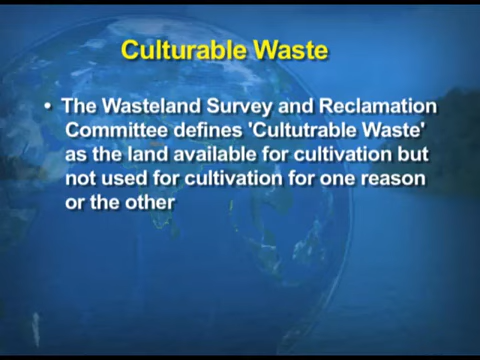 Culturable Waste
• The Wasteland Survey and Reclamation
Committee defines 'Cultutrable Waste'
as the land available for cultivation but
not used for cultivation for one reason
or the other